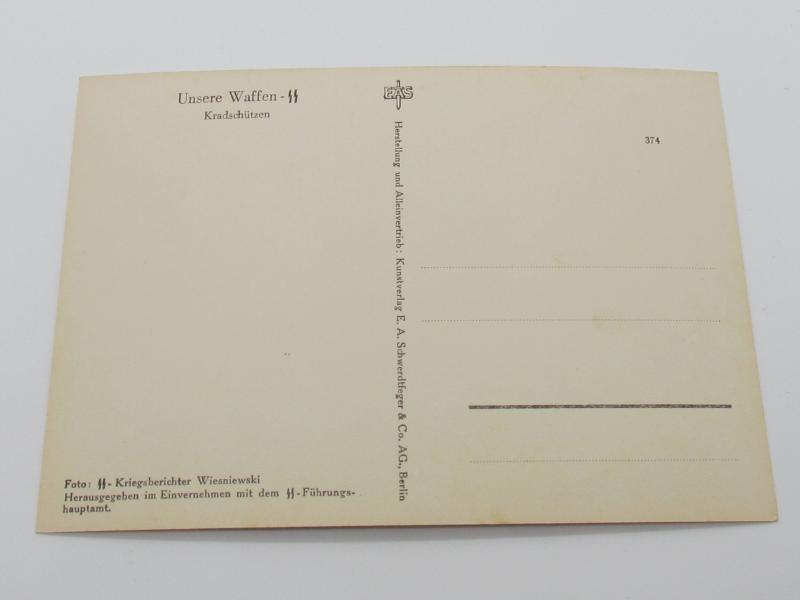 Unsere Waffen-ᛋᛋ
Kradschützen
EAS
Herstellung und Alleinvertrieb: Kunstverlag E. A. Schwerdtfeger & Co. AG., Berlin
374
Foto: ᛋᛋ-Kriegsberichter Wiesniewski
Herausgegeben im Einvernehmen mit dem ᛋᛋ-Führungs-
hauptamt.